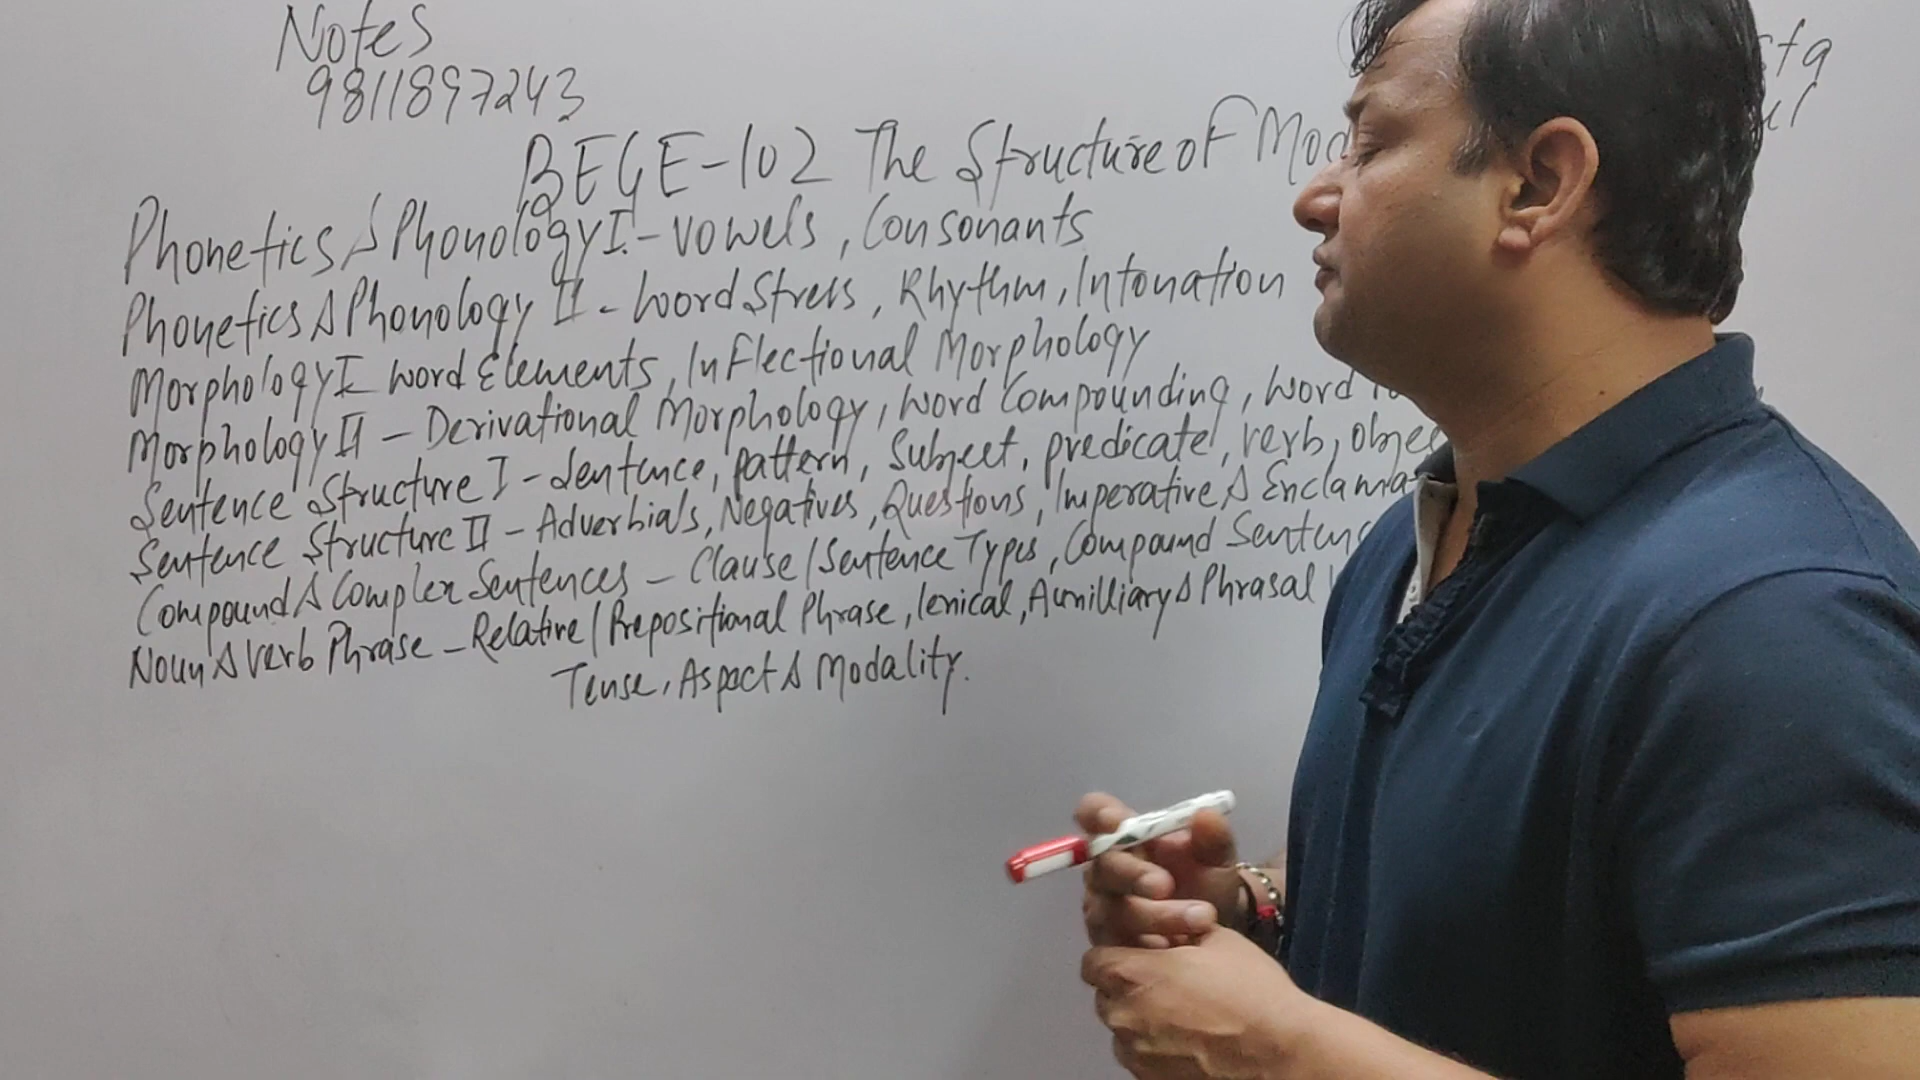 Notes
9811897243
BEGE-102 The Structure of Mod
Phonetics & Phonology I - Vowels, Consonants
Phonetics & Phonology II - Word Stress, Rhythm, Intonation
Morphology I - Word Elements, Inflectional Morphology
Morphology II - Derivational Morphology, Word Compounding, Word
Sentence Structure I - Sentence, pattern, Subject, predicate, verb, objec
Sentence Structure II - Adverbials, Negatives, Questions, Imperative & Exclama
Compound & Complex Sentences - Clause/Sentence Types, Compound Sentenc
Noun & Verb Phrase - Relative/Prepositional Phrase, lexical, Auxilliary & Phrasal
Tense, Aspect & Modality.